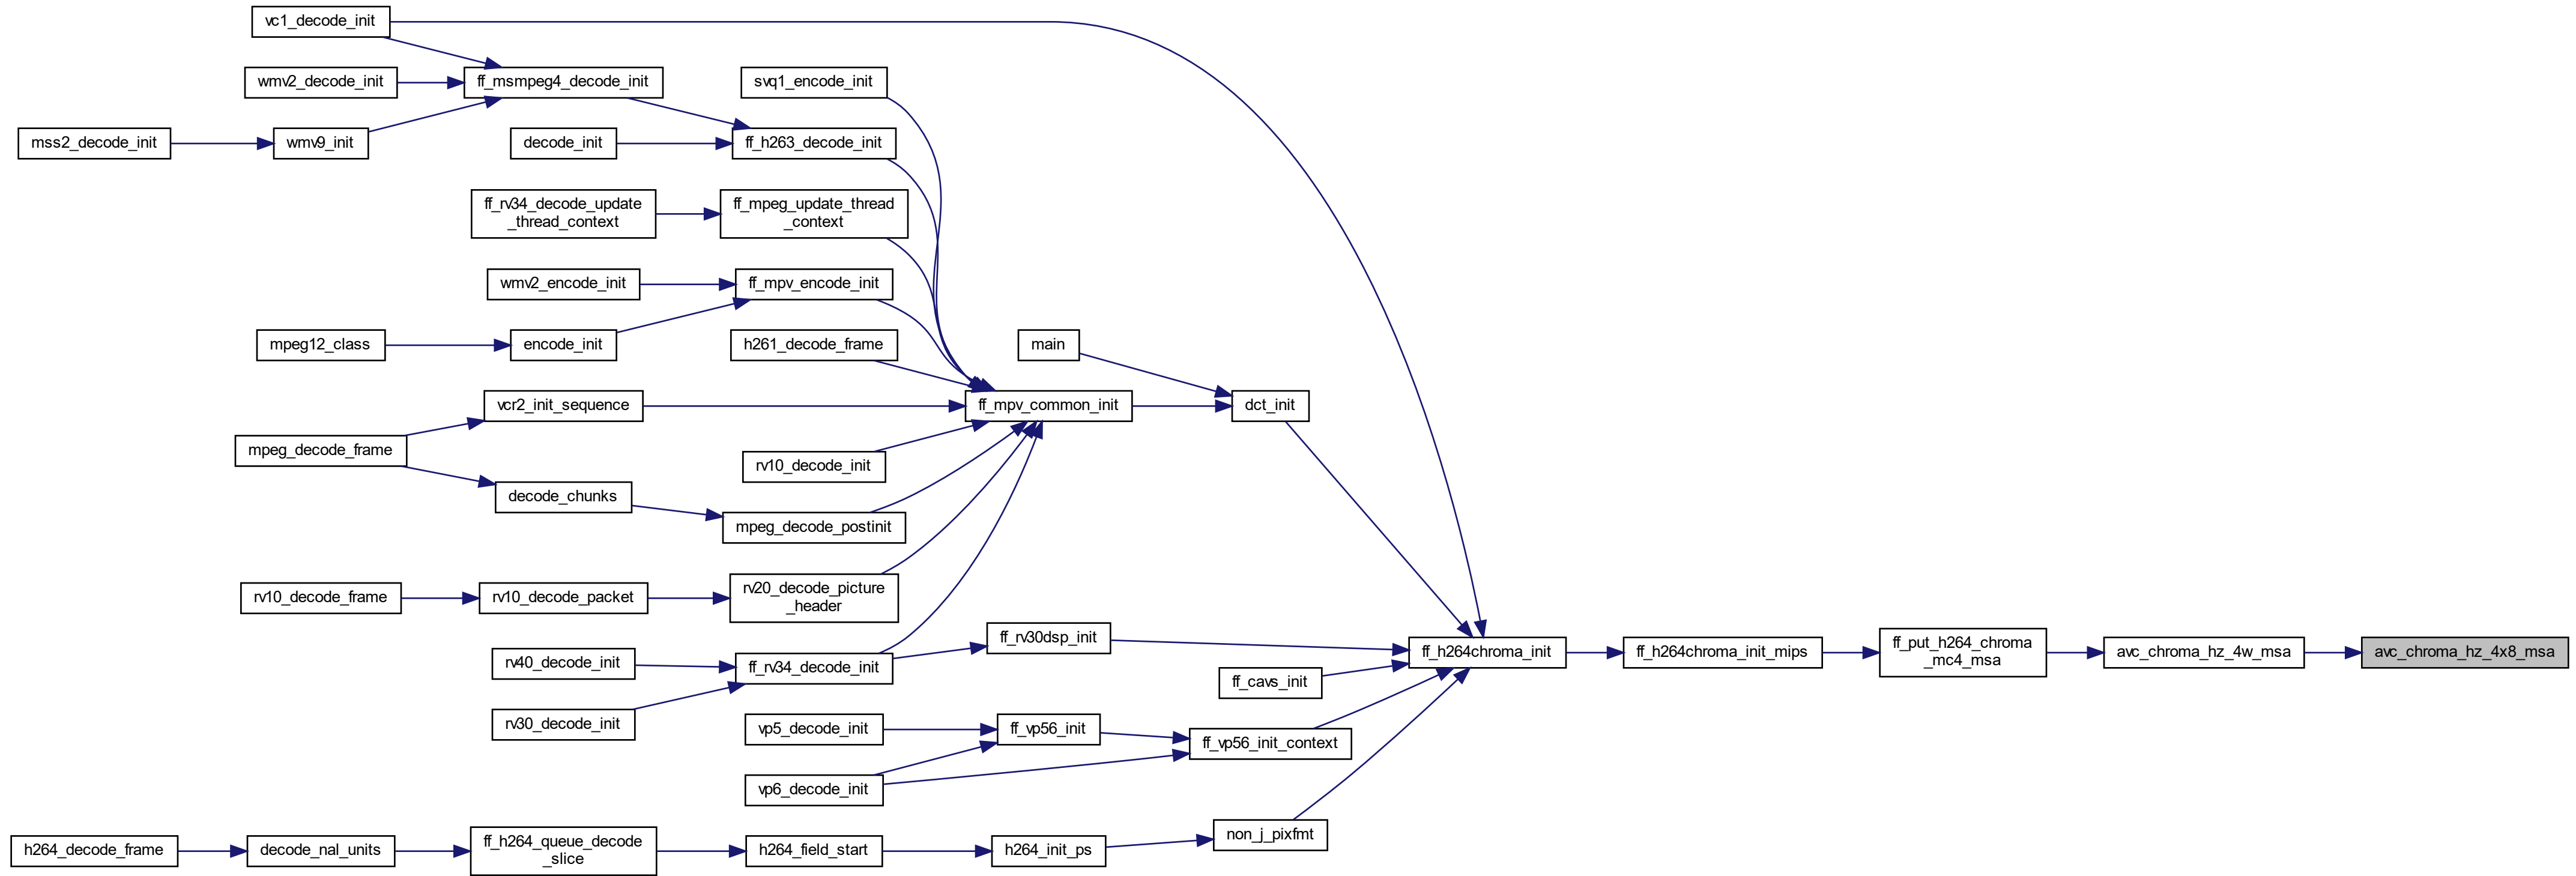 vc1_decode_init
wmv2_decode_init
ff_msmpeg4_decode_init
svq1_encode_init
mss2_decode_init
wmv9_init
decode_init
ff_h263_decode_init
ff_rv34_decode_update
_thread_context
ff_mpeg_update_thread
_context
wmv2_encode_init
ff_mpv_encode_init
mpeg12_class
encode_init
h261_decode_frame
main
vcr2_init_sequence
ff_mpv_common_init
dct_init
mpeg_decode_frame
rv10_decode_init
decode_chunks
mpeg_decode_postinit
rv10_decode_frame
rv10_decode_packet
rv20_decode_picture
_header
ff_rv30dsp_init
rv40_decode_init
ff_rv34_decode_init
ff_h264chroma_init
ff_h264chroma_init_mips
ff_put_h264_chroma
_mc4_msa
avc_chroma_hz_4w_msa
avc_chroma_hz_4x8_msa
ff_cavs_init
rv30_decode_init
vp5_decode_init
ff_vp56_init
ff_vp56_init_context
vp6_decode_init
non_j_pixfmt
h264_decode_frame
decode_nal_units
ff_h264_queue_decode
_slice
h264_field_start
h264_init_ps